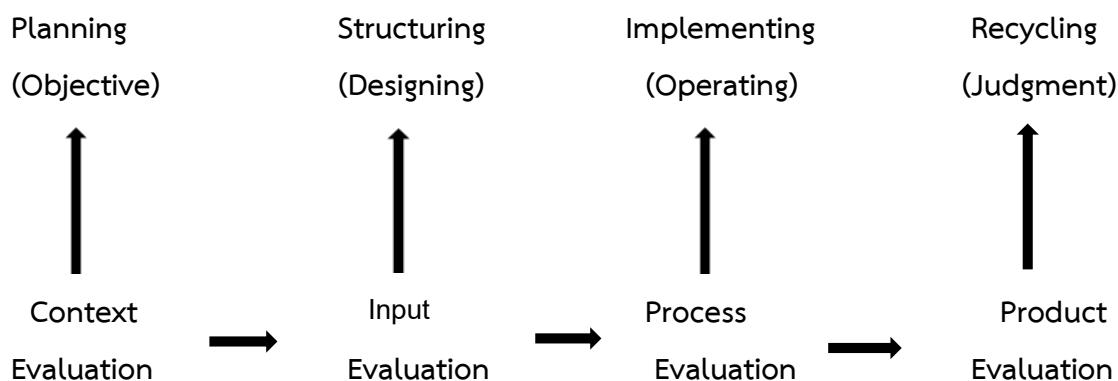 Planning Structuring Implementing Recycling
(Objective) (Designing) (Operating) (Judgment)
Context Input Process Product
Evaluation Evaluation Evaluation Evaluation